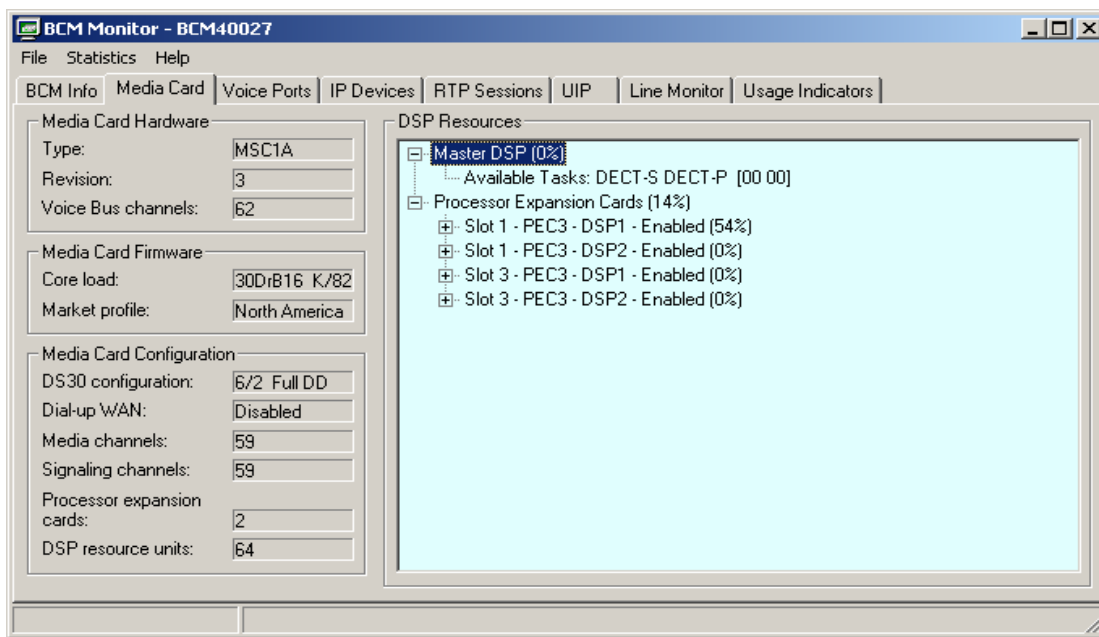 BCM Monitor - BCM40027
File Statistics Help
BCM Info Media Card Voice Ports IP Devices RTP Sessions UIP Line Monitor Usage Indicators
Media Card Hardware
Type: MSC1A
Revision: 3
Voice Bus channels: 62
Media Card Firmware
Core load: 30DrB16 K/82
Market profile: North America
Media Card Configuration
DS30 configuration: 6/2 Full DD
Dial-up WAN: Disabled
Media channels: 59
Signaling channels: 59
Processor expansion
cards: 2
DSP resource units: 64
DSP Resources
Master DSP (0%)
Available Tasks: DECT-S DECT-P [00 00]
Processor Expansion Cards (14%)
Slot 1 - PEC3 - DSP1 - Enabled (54%)
Slot 1 - PEC3 - DSP2 - Enabled (0%)
Slot 3 - PEC3 - DSP1 - Enabled (0%)
Slot 3 - PEC3 - DSP2 - Enabled (0%)